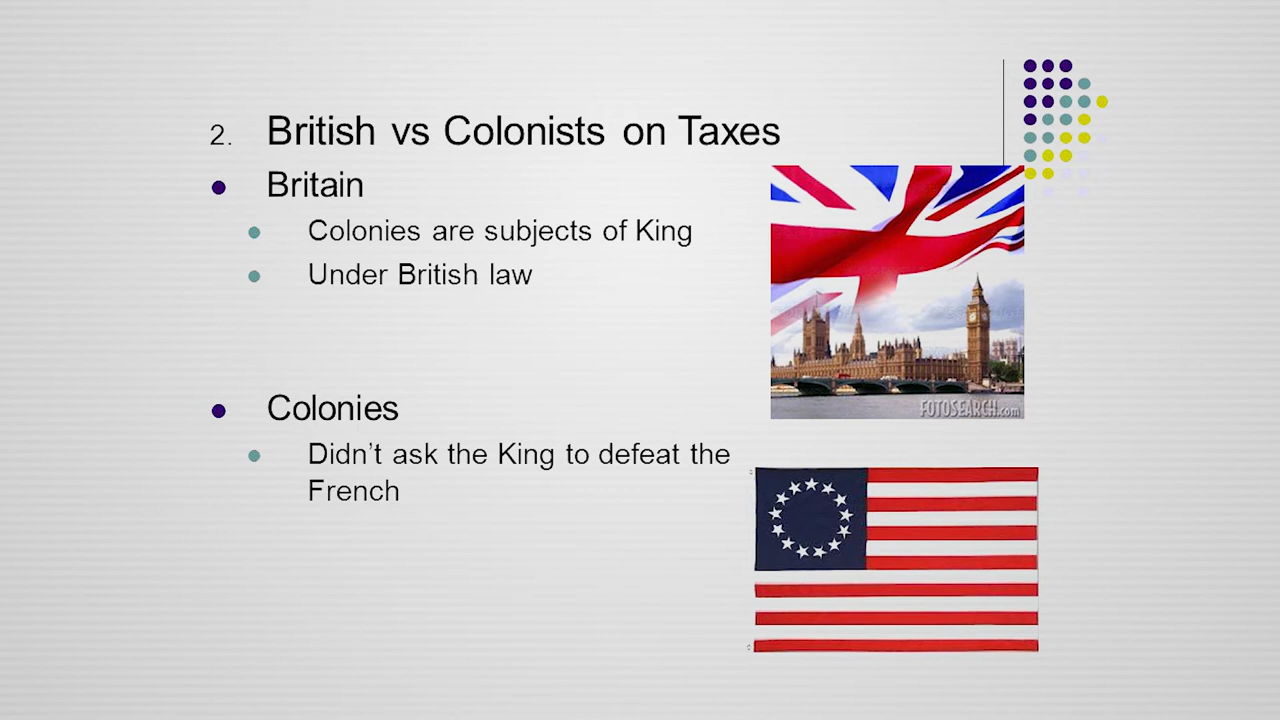 2. British vs Colonists on Taxes
Britain
Colonies are subjects of King
Under British law
Colonies
Didn't ask the King to defeat the
French
FOTOSEARCH.com